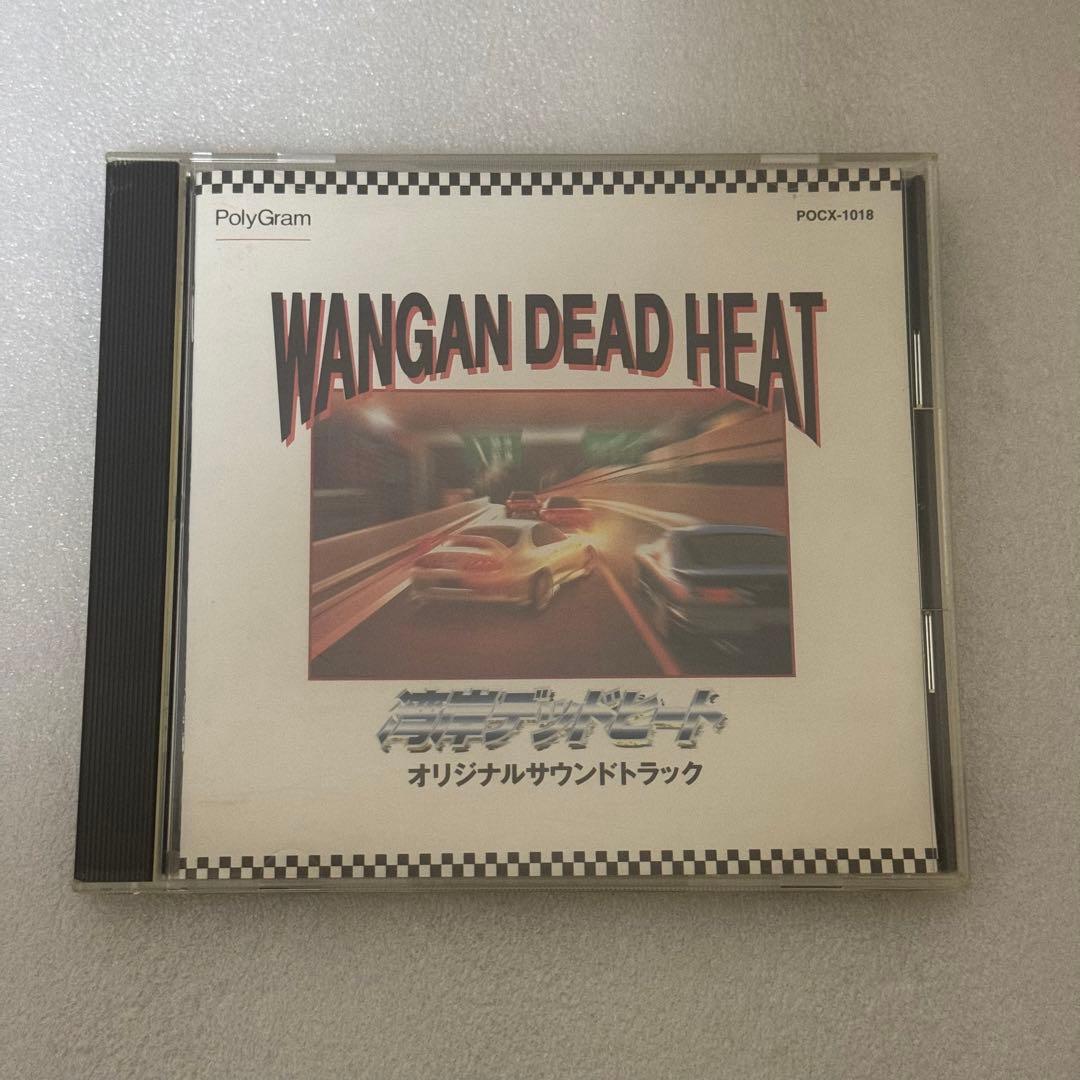 PolyGram
POCX-1018
WANGAN DEAD HEAT
湾岸デッドヒート
オリジナルサウンドトラック